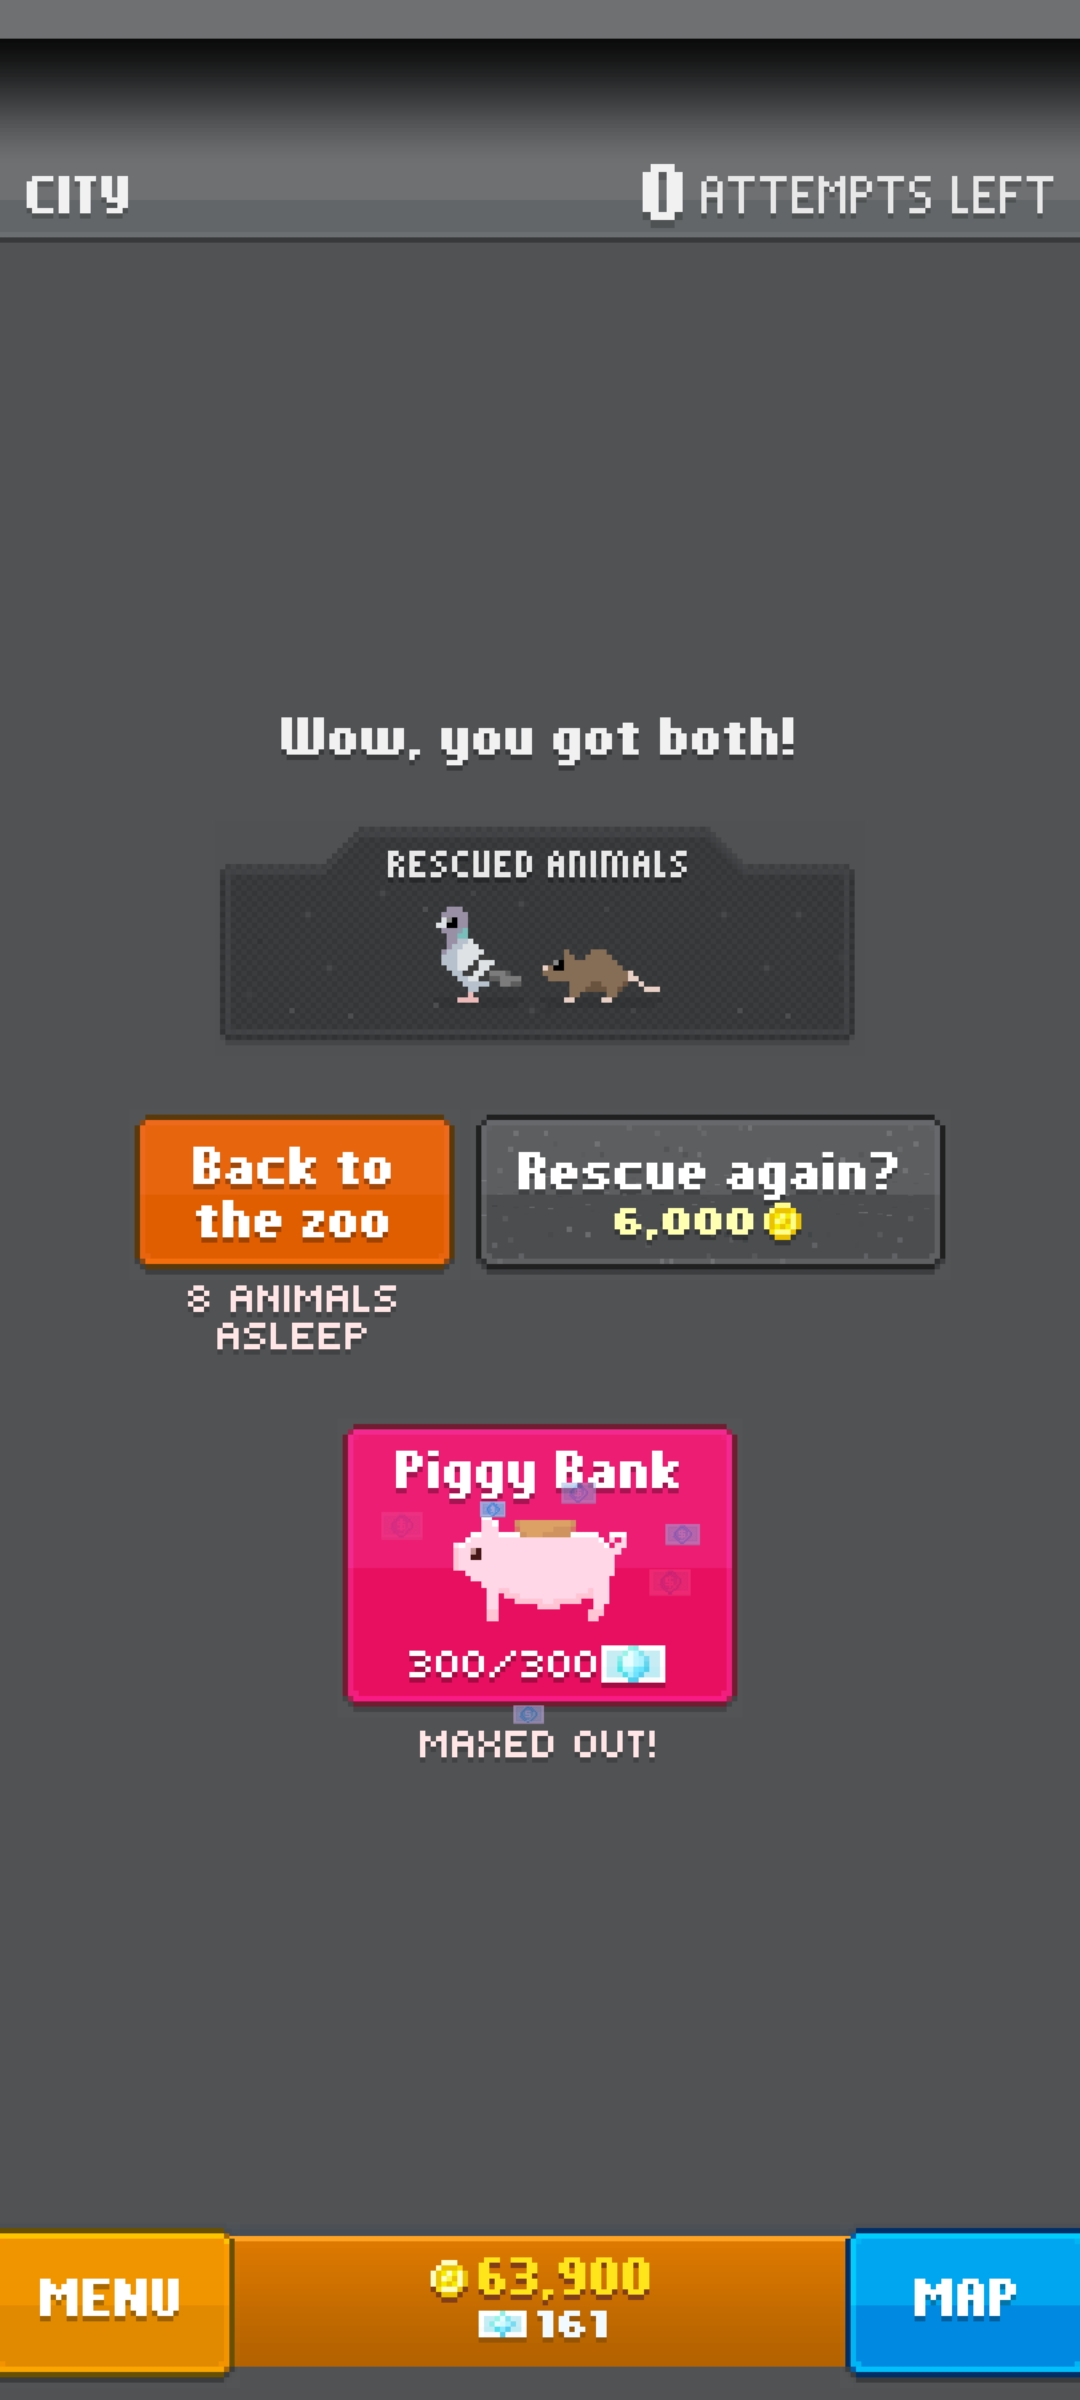 CITY
0 ATTEMPTS LEFT
Wow, you got both!
RESCUED ANIMALS
Back to
the zoo
Rescue again?
6,000
8 ANIMALS
ASLEEP
Piggy Bank
300/300
MAXED OUT!
MENU
63,900
161
MAP